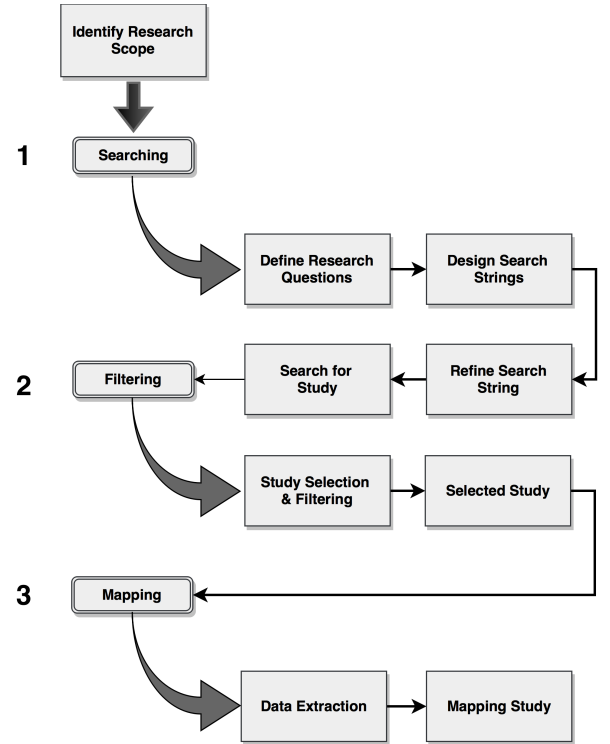 Identify Research
Scope
1
Searching
Define Research
Questions
Design Search
Strings
2
Filtering
Search for
Study
Refine Search
String
Study Selection
& Filtering
Selected Study
3
Mapping
Data Extraction
Mapping Study